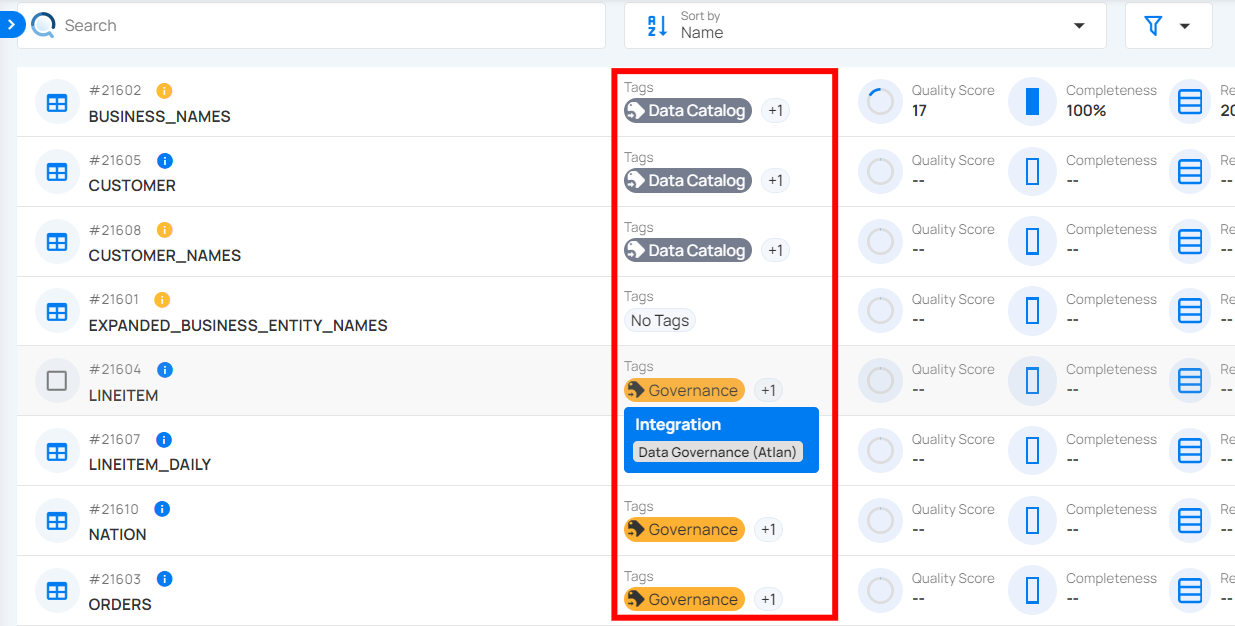 Search
Sort by
Name
#21602
BUSINESS_NAMES
Tags
Data Catalog +1
Quality Score
17
Completeness
100%
Re
20
#21605
CUSTOMER
Tags
Data Catalog +1
Quality Score
--
Completeness
--
Re
--
#21608
CUSTOMER_NAMES
Tags
Data Catalog +1
Quality Score
--
Completeness
--
Re
--
#21601
EXPANDED_BUSINESS_ENTITY_NAMES
Tags
No Tags
Quality Score
--
Completeness
--
Re
--
#21604
LINEITEM
Tags
Governance +1
Quality Score
--
Completeness
--
Re
--
#21607
LINEITEM_DAILY
Integration
Data Governance (Atlan)
Quality Score
--
Completeness
--
Re
--
#21610
NATION
Tags
Governance +1
Quality Score
--
Completeness
--
Re
--
#21603
ORDERS
Tags
Governance +1
Quality Score
--
Completeness
--
Re
--